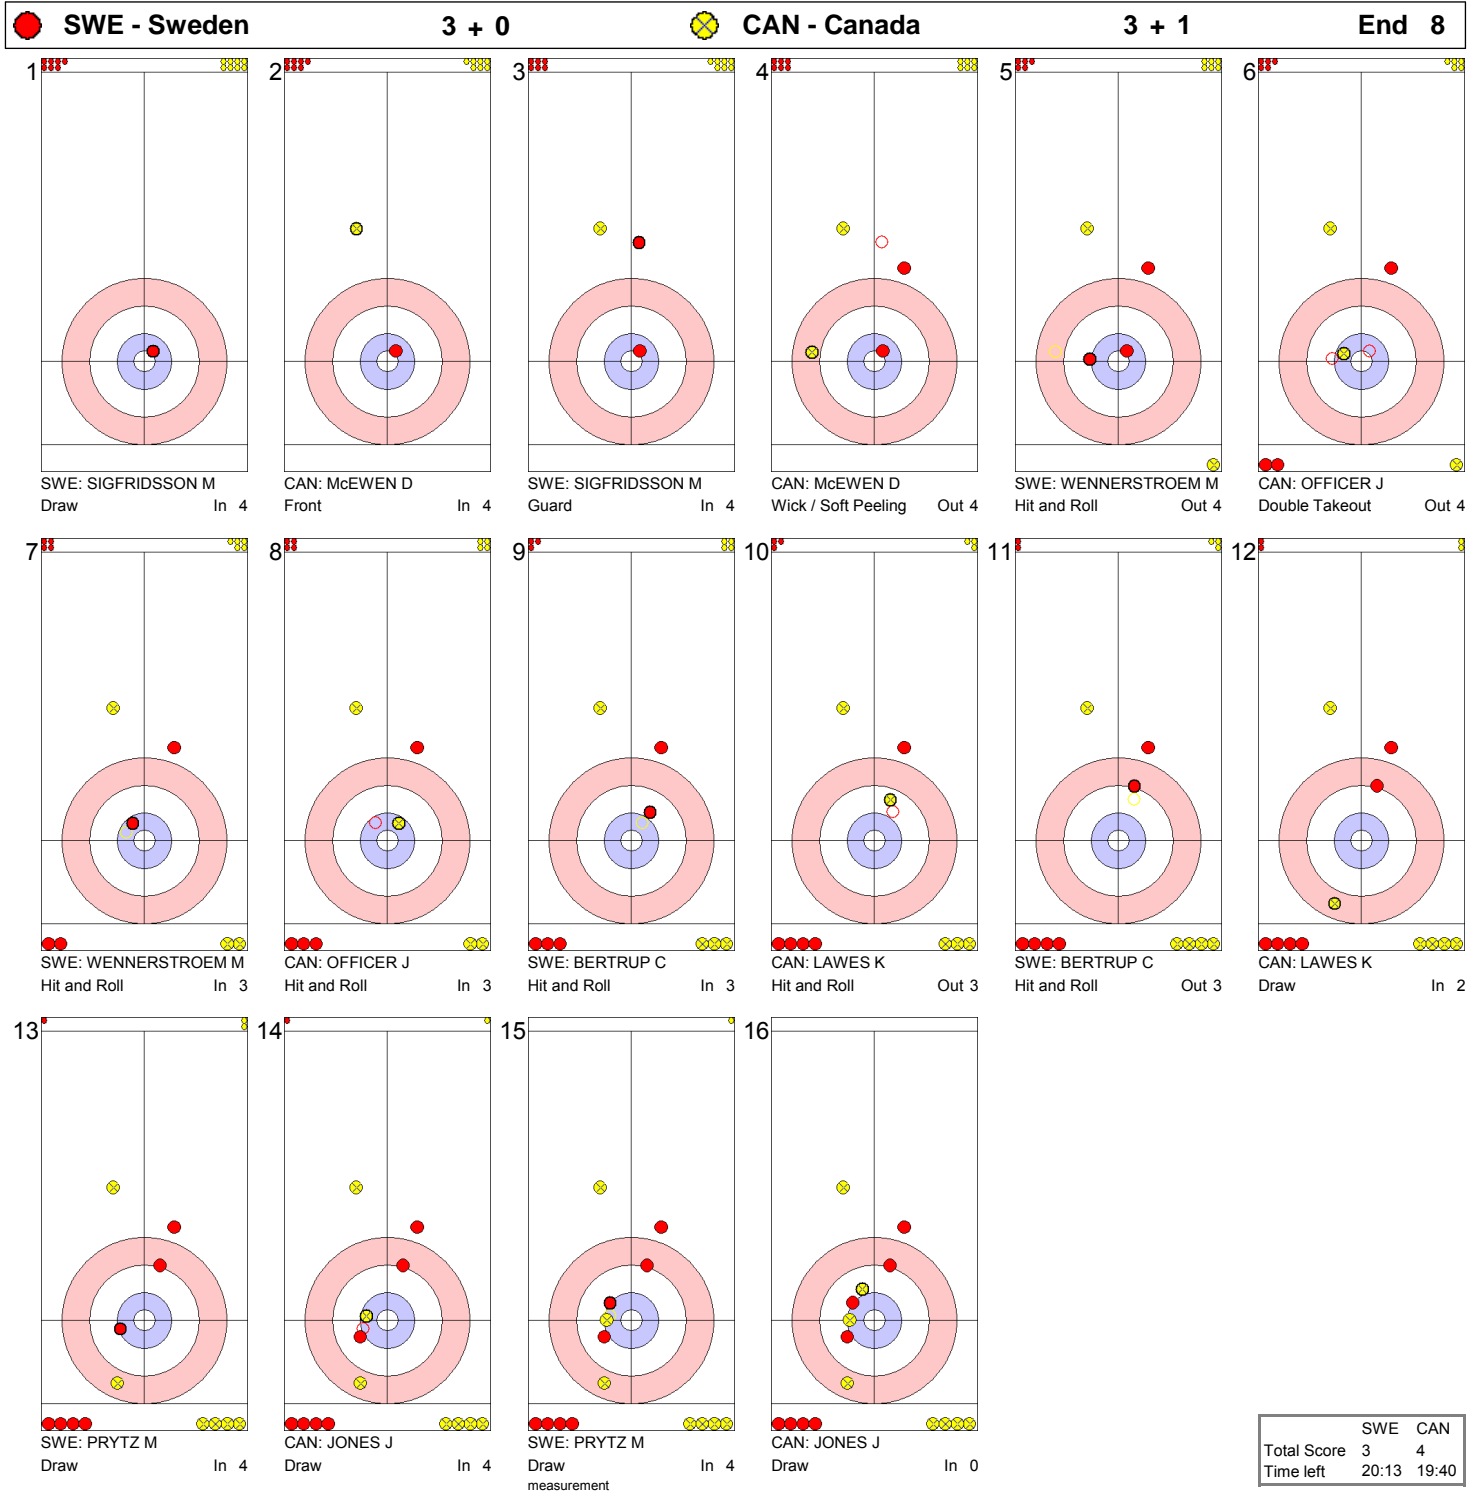 SWE - Sweden 3 + 0 CAN - Canada 3 + 1 End 8
1 2 3 4 5 6
SWE: SIGFRIDSSON M CAN: McEWEN D SWE: SIGFRIDSSON M CAN: McEWEN D SWE: WENNERSTROEM M CAN: OFFICER J
Draw In 4 Front In 4 Guard In 4 Wick / Soft Peeling Out 4 Hit and Roll Out 4 Double Takeout Out 4
7 8 9 10 11 12
SWE: WENNERSTROEM M CAN: OFFICER J SWE: BERTRUP C CAN: LAWES K SWE: BERTRUP C CAN: LAWES K
Hit and Roll In 3 Hit and Roll In 3 Hit and Roll In 3 Hit and Roll Out 3 Hit and Roll Out 3 Draw In 2
13 14 15 16
SWE: PRYTZ M CAN: JONES J SWE: PRYTZ M CAN: JONES J
Draw In 4 Draw In 4 Draw In 4 Draw In 0
measurement
SWE CAN
Total Score 3 4
Time left 20:13 19:40